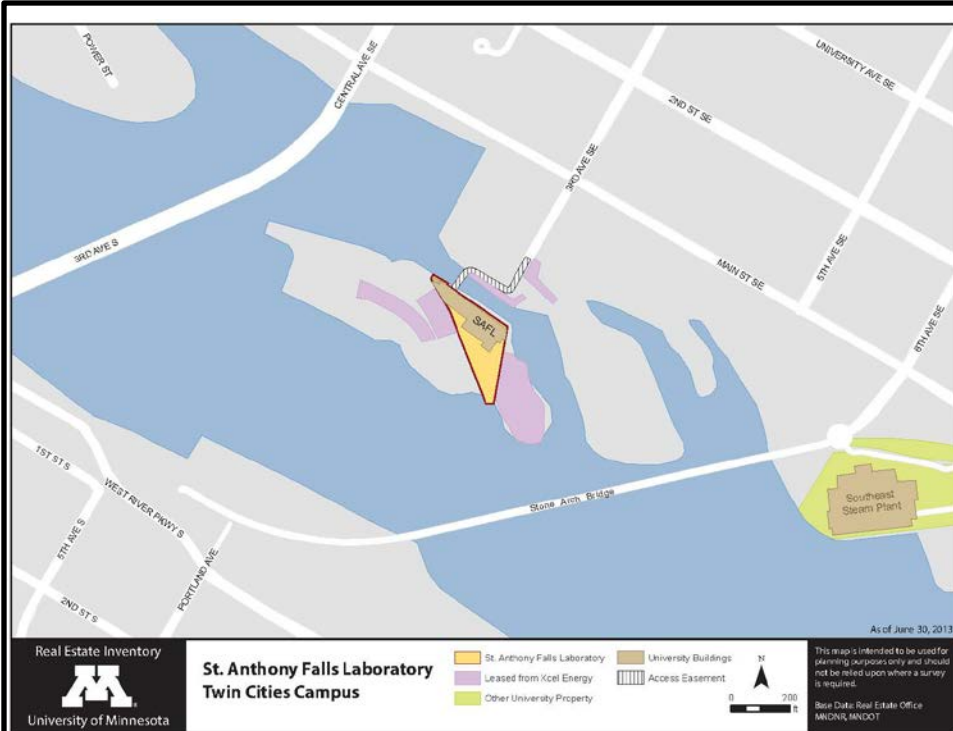 POWER ST
CENTRAL AVE SE
UNIVERSITY AVE SE
2ND ST SE
3RD AVE SE
3RD AVE S
MAIN ST SE
5TH AVE SE
6TH AVE SE
SAFL
Stone Arch Bridge
Southeast
Steam Plant
1ST ST S
WEST RIVER PKWY S
5TH AVE S
PORTLAND AVE
2ND ST S
As of June 30, 2013
Real Estate Inventory
M
University of Minnesota
St. Anthony Falls Laboratory
Twin Cities Campus
St. Anthony Falls Laboratory
Leased from Xcel Energy
Other University Property
University Buildings
Access Easement
N
0 200
ft
This map is intended to be used for
planning purposes only and should
not be relied upon where a survey
is required.
Base Data: Real Estate Office
MNDNR, MNDOT